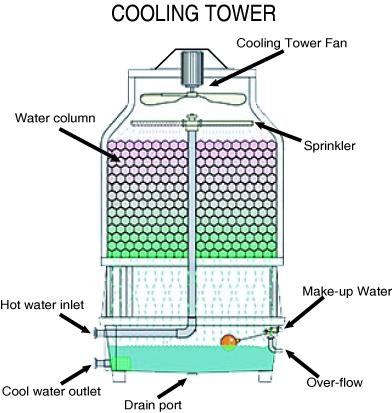 COOLING TOWER
Cooling Tower Fan
Water column
Sprinkler
Make-up Water
Hot water inlet
Over-flow
Cool water outlet
Drain port